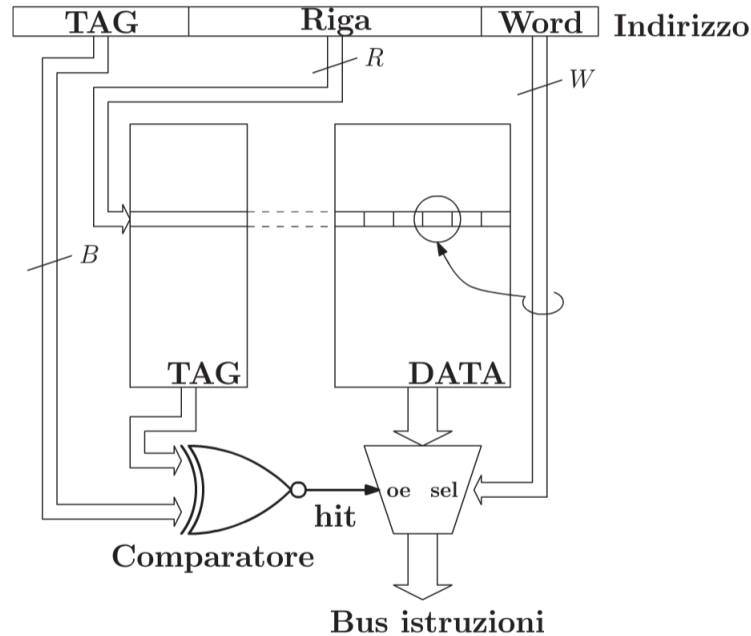 TAG Riga Word Indirizzo
R
W
B
TAG DATA
oe sel
hit
Comparatore
Bus istruzioni